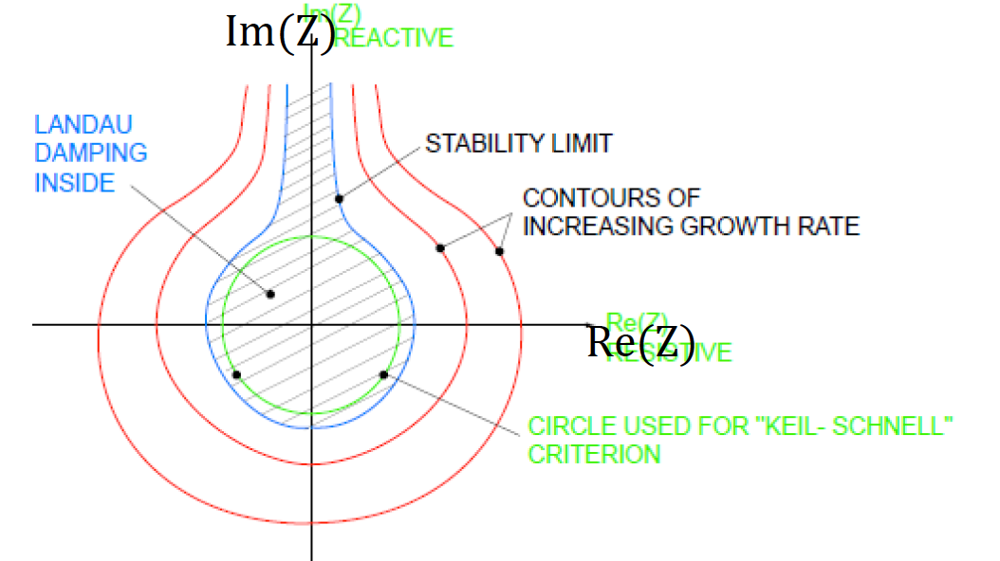 Im(Z)
Im(Z)
REACTIVE
LANDAU
DAMPING
INSIDE
STABILITY LIMIT
CONTOURS OF
INCREASING GROWTH RATE
Re(Z)
Re(Z)
RESISTIVE
CIRCLE USED FOR "KEIL- SCHNELL"
CRITERION